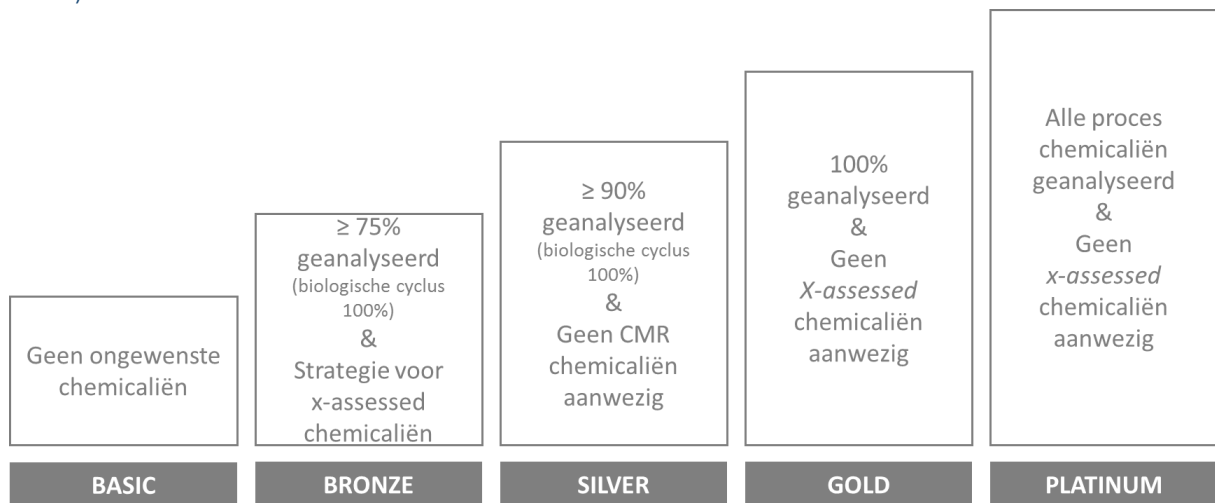 Geen ongewenste
chemicaliën
BASIC
≥ 75%
geanalyseerd
(biologische cyclus
100%)
&
Strategie voor
x-assessed
chemicaliën
BRONZE
≥ 90%
geanalyseerd
(biologische cyclus
100%)
&
Geen CMR
chemicaliën
aanwezig
SILVER
100%
geanalyseerd
&
Geen
X-assessed
chemicaliën
aanwezig
GOLD
Alle proces
chemicaliën
geanalyseerd
&
Geen
x-assessed
chemicaliën
aanwezig
PLATINUM